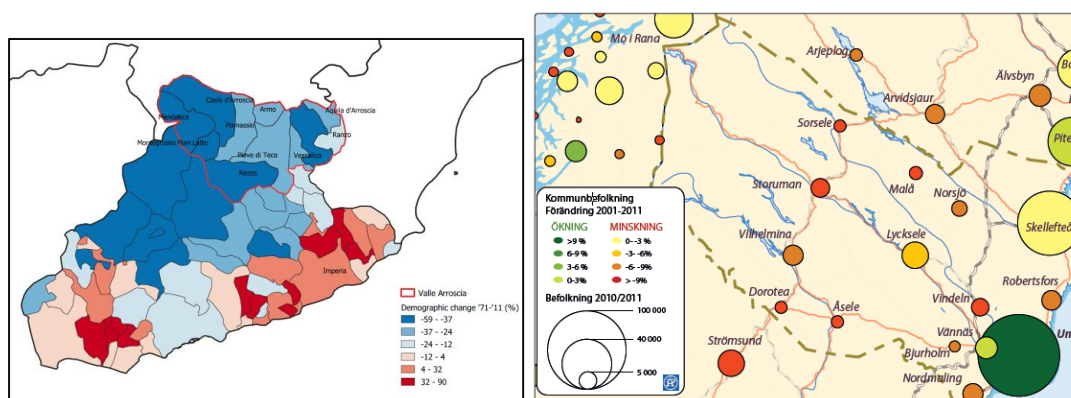 Cosio d'Arroscia
Armo
Aquila d'Arroscia
Mendatica
Pornassio
Ranzo
Montegrosso Pian Latte
Pieve di Teco
Vessalico
Rezzo
Imperia
Valle Arroscia
Demographic change '71-'11 (%)
-59 - -37
-37 - -24
-24 - -12
-12 - 4
4 - 32
32 - 90
Mo i Rana
Arjeplog
Älvsbyn
Arvidsjaur
Sorsele
Pite
Storuman
Malå
Norsjö
Skellefteå
Vilhelmina
Lycksele
Robertsfors
Dorotea
Åsele
Vindeln
Vännäs
Um
Strömsund
Bjurholm
Nordmaling
Kommunbefolkning
Förändring 2001-2011
ÖKNING MINSKNING
>9 % 0--3 %
6-9 % -3- -6%
3-6 % -6- -9%
0-3% > -9%
Befolkning 2010/2011
100 000
40 000
5 000